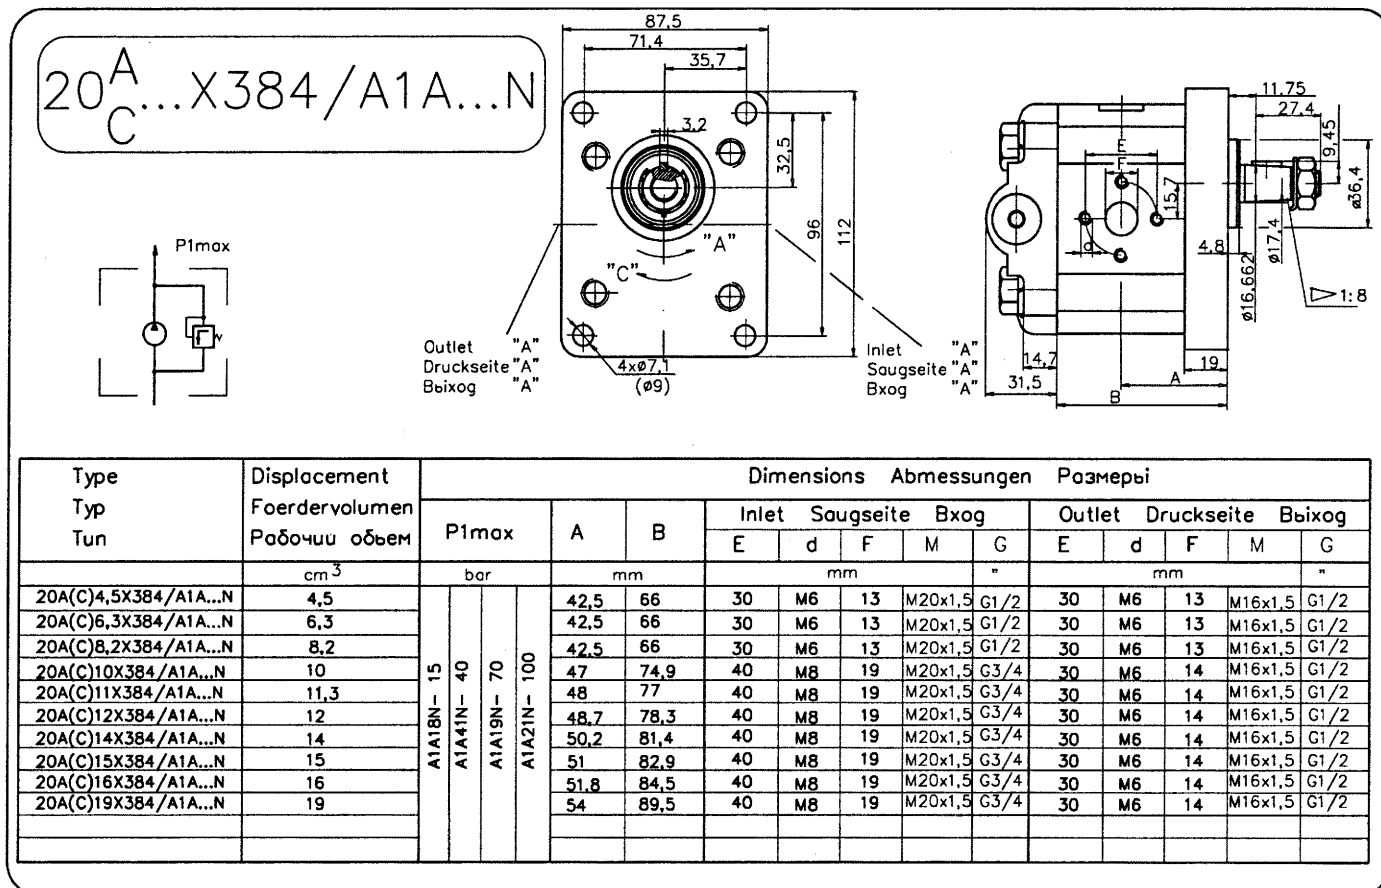 20 A C ...X384/A1A...N
P1max
87,5
71,4
35,7
3,2
32,5
96
112
"A"
"C"
4xø7,1
(ø9)
Outlet "A"
Druckseite "A"
Выхоg "A"
Inlet "A"
Saugseite "A"
Вхоg "A"
11.75
27,4
9,45
ø36,4
E
F
15,7
d
4,8
ø16,662
ø17,4
1:8
14,7
31,5
19
A
B
Type Displacement Dimensions Abmessungen Размеры
Typ Foerdervolumen P1max A B Inlet Saugseite Вхоg Outlet Druckseite Выхоg
Tun Рабочuu объем E d F M G E d F M G
cm³ bar mm mm " mm "
A1A18N- 15
A1A41N- 40
A1A19N- 70
A1A21N- 100
20A(C)4,5X384/A1A...N 4,5 42,5 66 30 M6 13 M20x1,5 G1/2 30 M6 13 M16x1,5 G1/2
20A(C)6,3X384/A1A...N 6,3 42,5 66 30 M6 13 M20x1,5 G1/2 30 M6 13 M16x1,5 G1/2
20A(C)8,2X384/A1A...N 8,2 42,5 66 30 M6 13 M20x1,5 G1/2 30 M6 13 M16x1,5 G1/2
20A(C)10X384/A1A...N 10 47 74,9 40 M8 19 M20x1,5 G3/4 30 M6 14 M16x1,5 G1/2
20A(C)11X384/A1A...N 11,3 48 77 40 M8 19 M20x1,5 G3/4 30 M6 14 M16x1,5 G1/2
20A(C)12X384/A1A...N 12 48,7 78,3 40 M8 19 M20x1,5 G3/4 30 M6 14 M16x1,5 G1/2
20A(C)14X384/A1A...N 14 50,2 81,4 40 M8 19 M20x1,5 G3/4 30 M6 14 M16x1,5 G1/2
20A(C)15X384/A1A...N 15 51 82,9 40 M8 19 M20x1,5 G3/4 30 M6 14 M16x1,5 G1/2
20A(C)16X384/A1A...N 16 51,8 84,5 40 M8 19 M20x1,5 G3/4 30 M6 14 M16x1,5 G1/2
20A(C)19X384/A1A...N 19 54 89,5 40 M8 19 M20x1,5 G3/4 30 M6 14 M16x1,5 G1/2